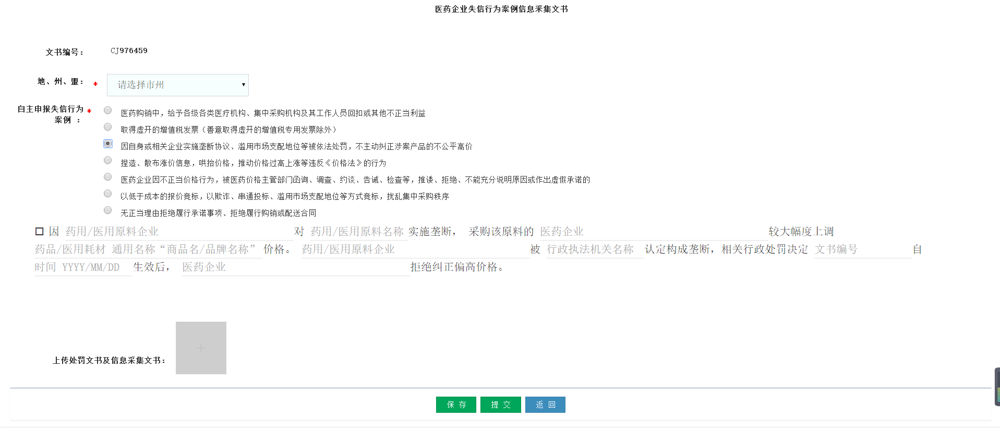 医药企业失信行为案例信息采集文书
文书编号： CJ976459
地、州、盟： * 请选择市州
自主申报失信行为 *
案例 ：
医药购销中，给予各级各类医疗机构、集中采购机构及其工作人员回扣或其他不正当利益
取得虚开的增值税发票（善意取得虚开的增值税专用发票除外）
因自身或相关企业实施垄断协议、滥用市场支配地位等被依法处罚，不主动纠正涉案产品的不公平高价
捏造、散布涨价信息，哄抬价格，推动价格过高上涨等违反《价格法》的行为
医药企业因不正当价格行为，被医药价格主管部门函询、调查、约谈、告诫、检查等，推诿、拒绝、不能充分说明原因或作出虚假承诺的
以低于成本的报价竞标，以欺诈、串通投标、滥用市场支配地位等方式竞标，扰乱集中采购秩序
无正当理由拒绝履行承诺事项、拒绝履行购销或配送合同
口 因 药用/医用原料企业 对 药用/医用原料名称 实施垄断， 采购该原料的 医药企业 较大幅度上调
药品/医用耗材 通用名称“商品名/品牌名称” 价格。 药用/医用原料企业 被 行政执法机关名称 认定构成垄断，相关行政处罚决定 文书编号 自
时间 YYYY/MM/DD 生效后， 医药企业 拒绝纠正偏高价格。
+
上传处罚文书及信息采集文书：
保 存 提 交 返 回